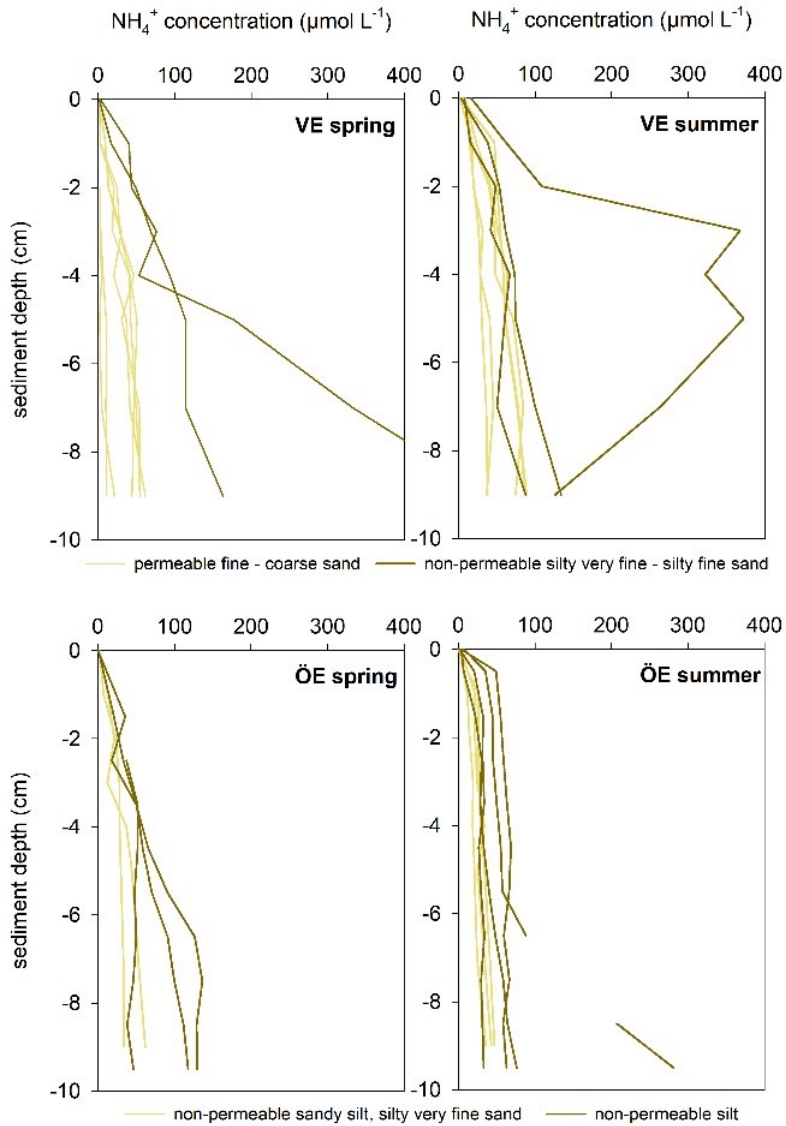 NH₄⁺ concentration (µmol L⁻¹) NH₄⁺ concentration (µmol L⁻¹)
0 100 200 300 400 0 100 200 300 400
0 0
VE spring VE summer
-2 -2
-4 -4
sediment depth (cm)
-6 -6
-8 -8
-10 -10
permeable fine - coarse sand non-permeable silty very fine - silty fine sand
0 100 200 300 400 0 100 200 300 400
0 0
ÖE spring ÖE summer
-2 -2
-4 -4
sediment depth (cm)
-6 -6
-8 -8
-10 -10
non-permeable sandy silt, silty very fine sand non-permeable silt